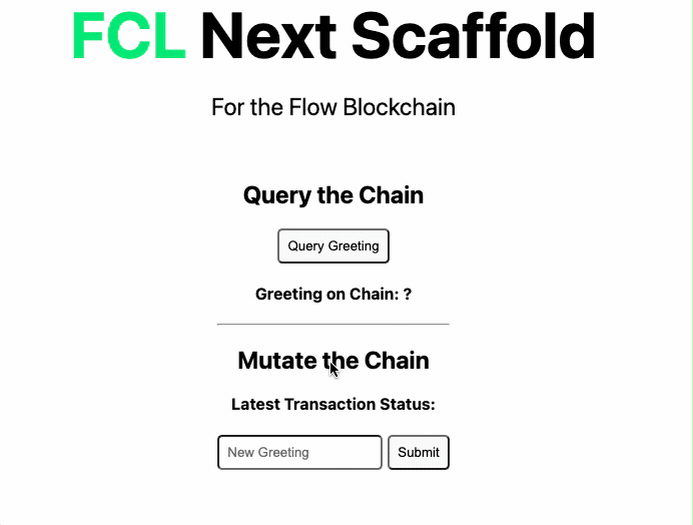 FCL Next Scaffold
For the Flow Blockchain
Query the Chain
Query Greeting
Greeting on Chain: ?
Mutate the Chain
Latest Transaction Status:
New Greeting Submit